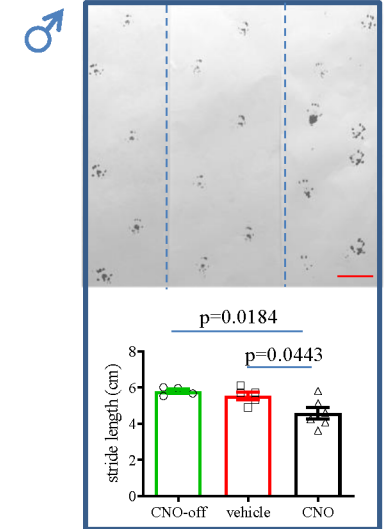 p=0.0184
p=0.0443
stride length (cm)
8
6
4
2
0
CNO-off vehicle CNO